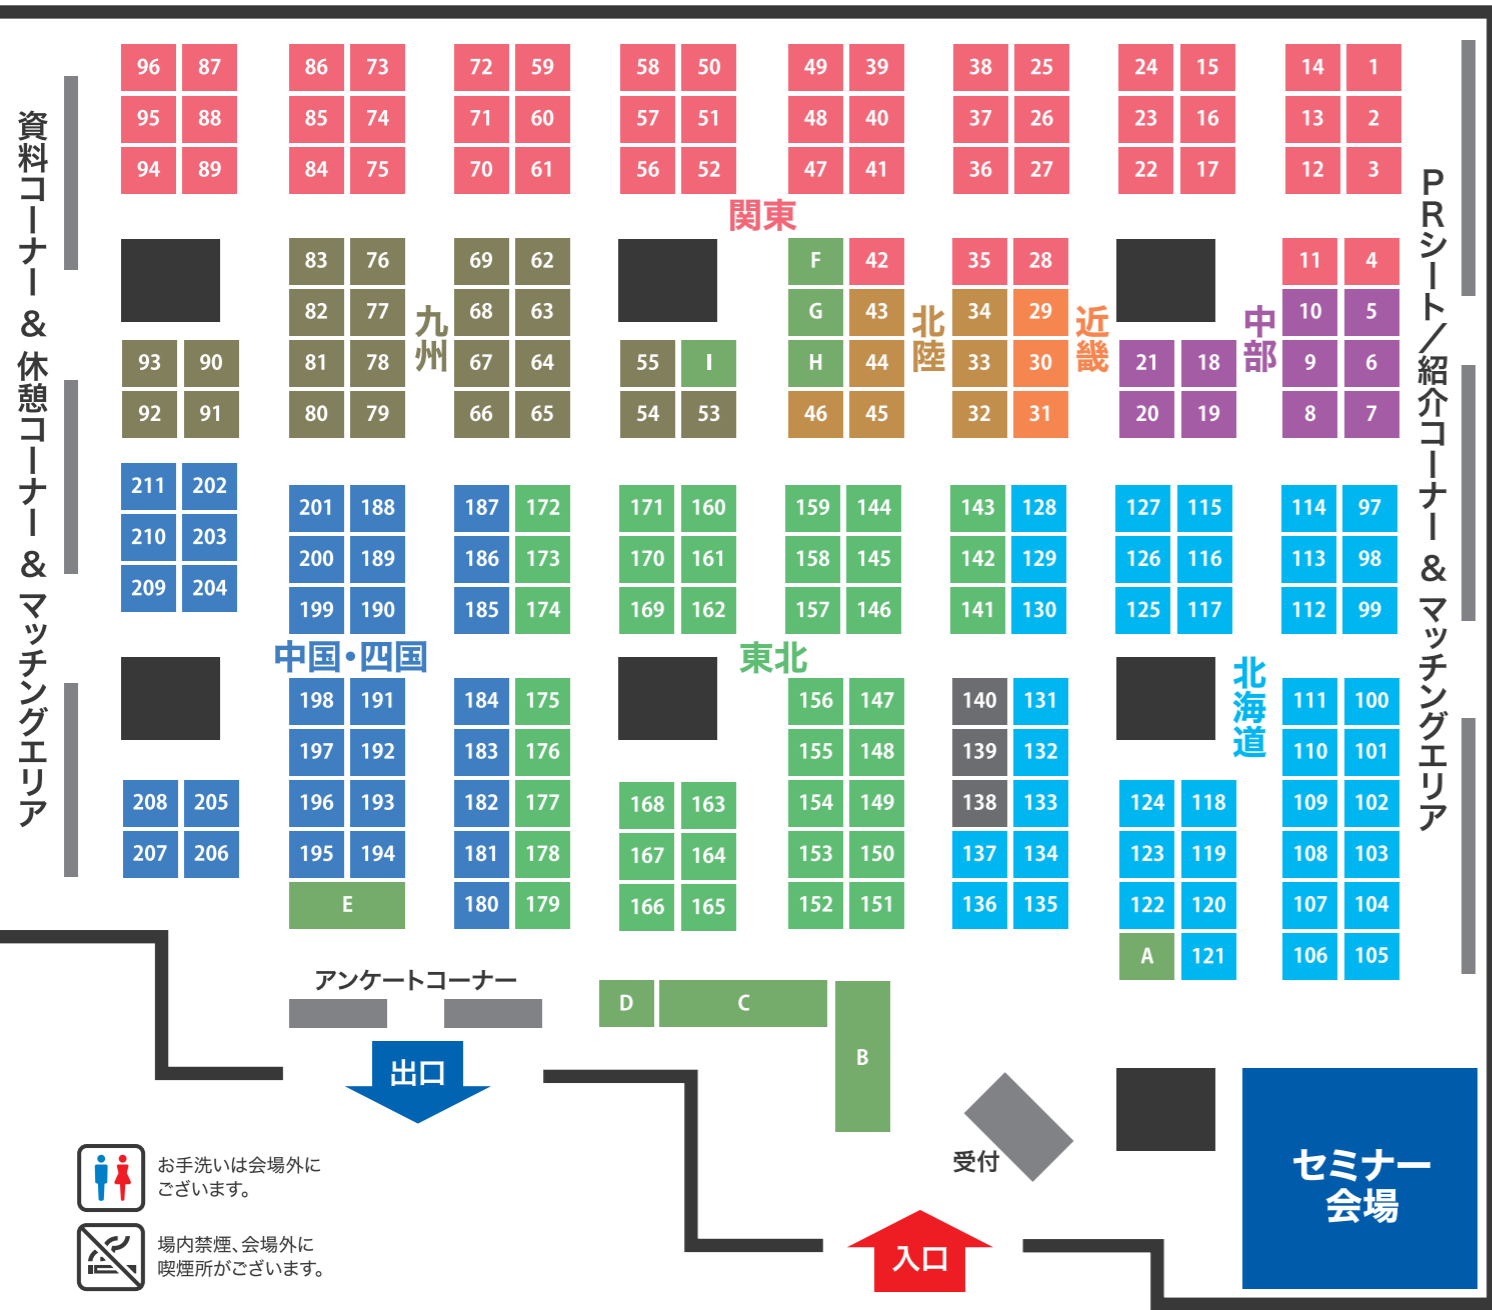 96 87 86 73 72 59 58 50 49 39 38 25 24 15 14 1
95 88 85 74 71 60 57 51 48 40 37 26 23 16 13 2
94 89 84 75 70 61 56 52 47 41 36 27 22 17 12 3
関東
83 76 69 62 F 42 35 28 11 4
82 77 68 63 G 43 34 29 10 5
93 90 81 78 67 64 55 I H 44 33 30 21 18 9 6
92 91 80 79 66 65 54 53 46 45 32 31 20 19 8 7
九州
北陸
近畿
中部
資料コーナー & 休憩コーナー & マッチングエリア
PRシート/紹介コーナー & マッチングエリア
211 202
210 203
209 204
201 188 187 172 171 160 159 144 143 128 127 115 114 97
200 189 186 173 170 161 158 145 142 129 126 116 113 98
199 190 185 174 169 162 157 146 141 130 125 117 112 99
中国・四国
東北
北海道
198 191 184 175 156 147 140 131 111 100
197 192 183 176 155 148 139 132 110 101
208 205 196 193 182 177 168 163 154 149 138 133 124 118 109 102
207 206 195 194 181 178 167 164 153 150 137 134 123 119 108 103
E 180 179 166 165 152 151 136 135 122 120 107 104
A 121 106 105
アンケートコーナー
D C B
出口
受付
セミナー
会場
入口
お手洗いは会場外に
ございます。
場内禁煙、会場外に
喫煙所がございます。